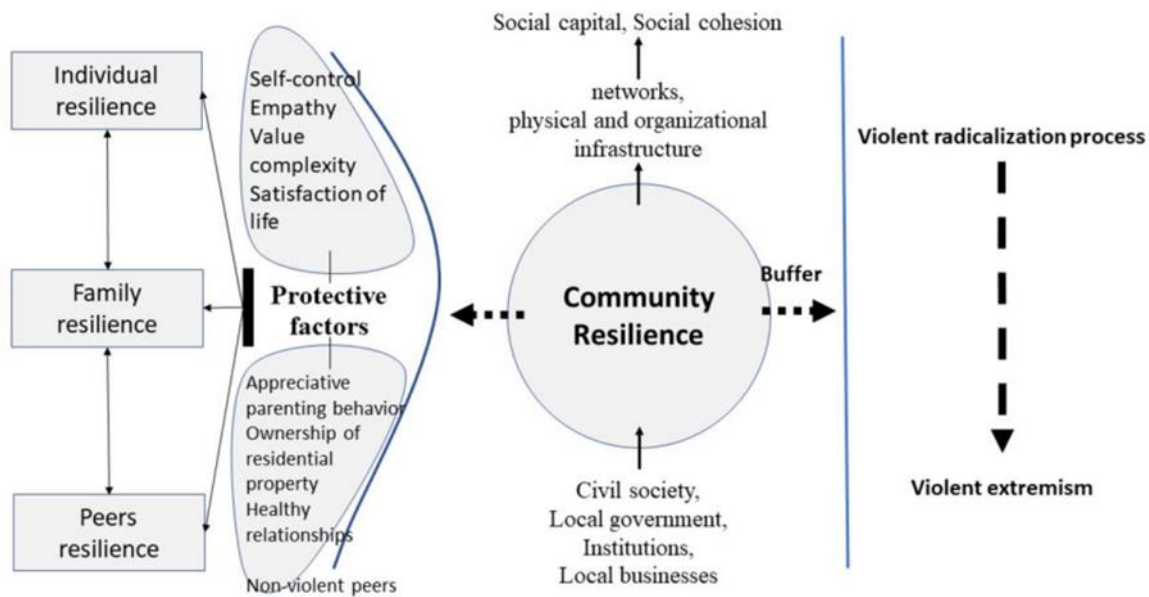 Individual
resilience
Family
resilience
Peers
resilience
Self-control
Empathy
Value
complexity
Satisfaction of
life
Protective
factors
Appreciative
parenting behavior
Ownership of
residential
property
Healthy
relationships
Non-violent peers
Social capital, Social cohesion
networks,
physical and organizational
infrastructure
Community
Resilience
Buffer
Civil society,
Local government,
Institutions,
Local businesses
Violent radicalization process
Violent extremism